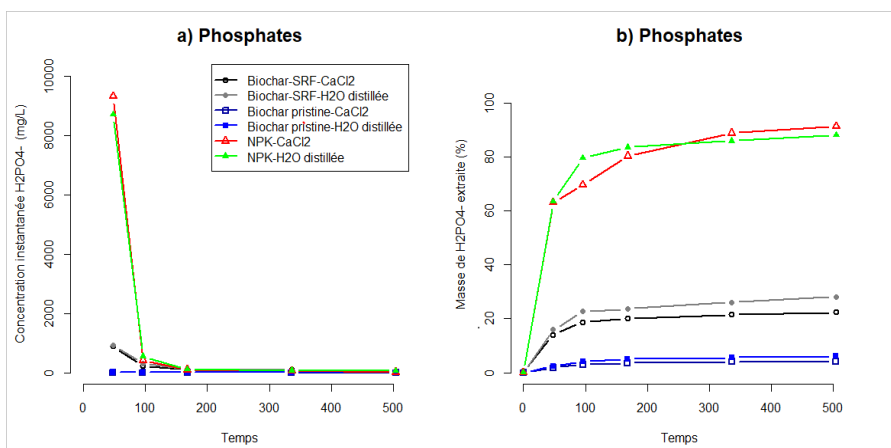 a) Phosphates
Concentration instantanée H2PO4- (mg/L)
10000
8000
6000
4000
2000
0
Biochar-SRF-CaCl2
Biochar-SRF-H2O distillée
Biochar pristine-CaCl2
Biochar pristine-H2O distillée
NPK-CaCl2
NPK-H2O distillée
0 100 200 300 400 500
Temps
b) Phosphates
Masse de H2PO4- extraite (%)
100
80
60
40
20
0
0 100 200 300 400 500
Temps